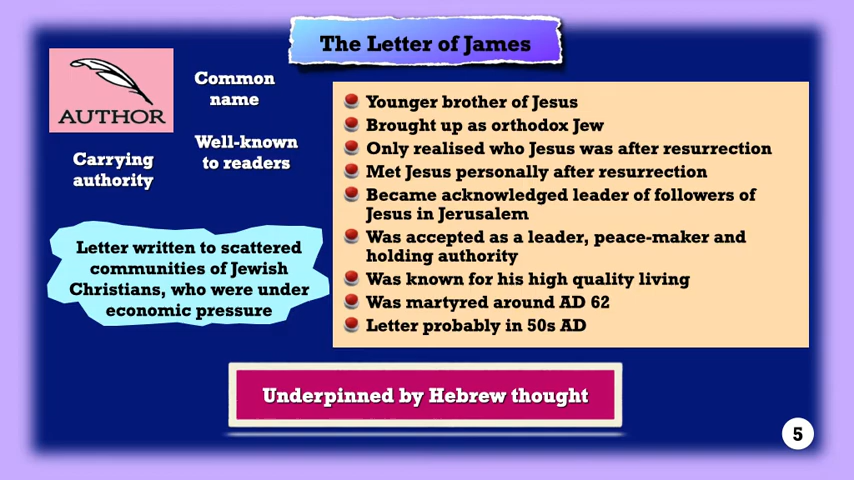 The Letter of James
AUTHOR
Common
name
Well-known
to readers
Carrying
authority
Letter written to scattered
communities of Jewish
Christians, who were under
economic pressure
Younger brother of Jesus
Brought up as orthodox Jew
Only realised who Jesus was after resurrection
Met Jesus personally after resurrection
Became acknowledged leader of followers of
Jesus in Jerusalem
Was accepted as a leader, peace-maker and
holding authority
Was known for his high quality living
Was martyred around AD 62
Letter probably in 50s AD
Underpinned by Hebrew thought
5